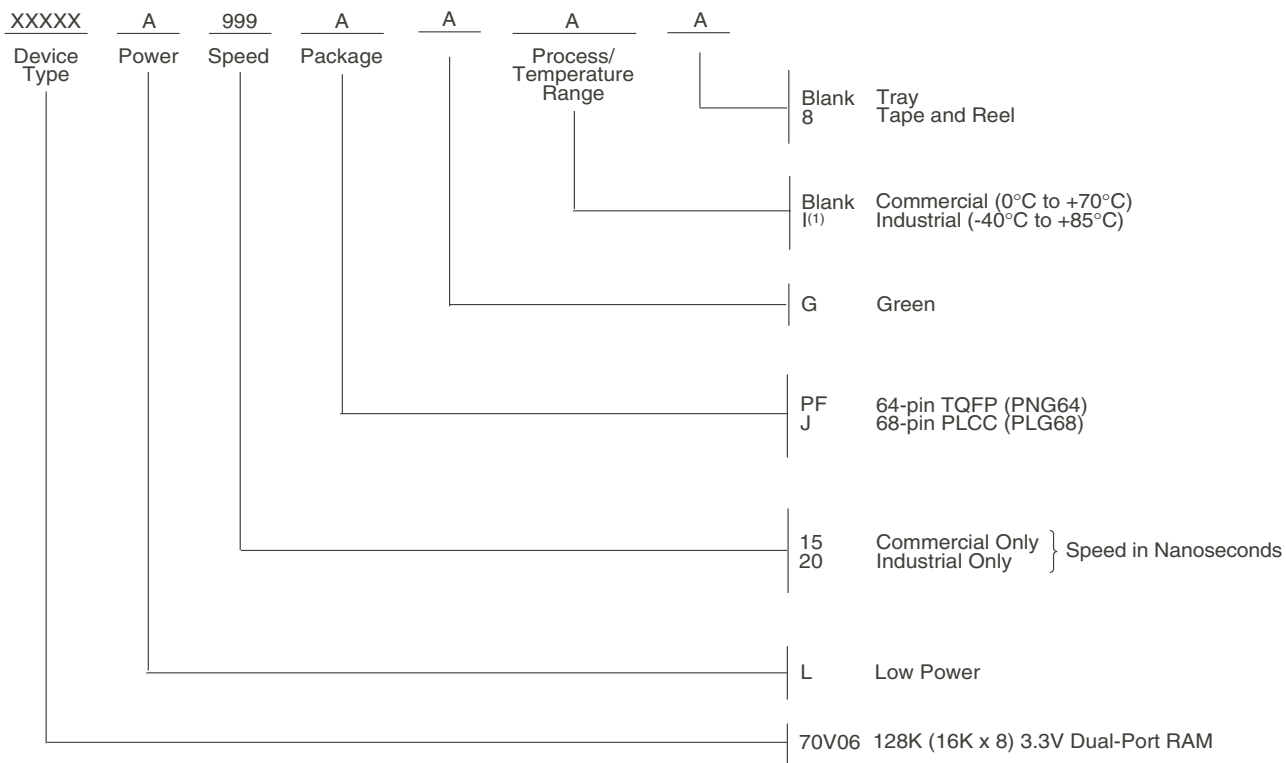 XXXXX A 999 A A A A
Device Type
Power
Speed
Package
Process/
Temperature
Range
Blank Tray
8 Tape and Reel
Blank Commercial (0°C to +70°C)
I(1) Industrial (-40°C to +85°C)
G Green
PF 64-pin TQFP (PNG64)
J 68-pin PLCC (PLG68)
15 Commercial Only
20 Industrial Only
Speed in Nanoseconds
L Low Power
70V06 128K (16K x 8) 3.3V Dual-Port RAM